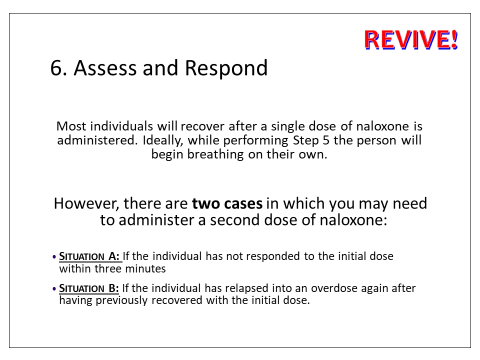 REVIVE!
6. Assess and Respond
Most individuals will recover after a single dose of naloxone is
administered. Ideally, while performing Step 5 the person will
begin breathing on their own.
However, there are two cases in which you may need
to administer a second dose of naloxone:
• SITUATION A: If the individual has not responded to the initial dose
within three minutes
• SITUATION B: If the individual has relapsed into an overdose again after
having previously recovered with the initial dose.